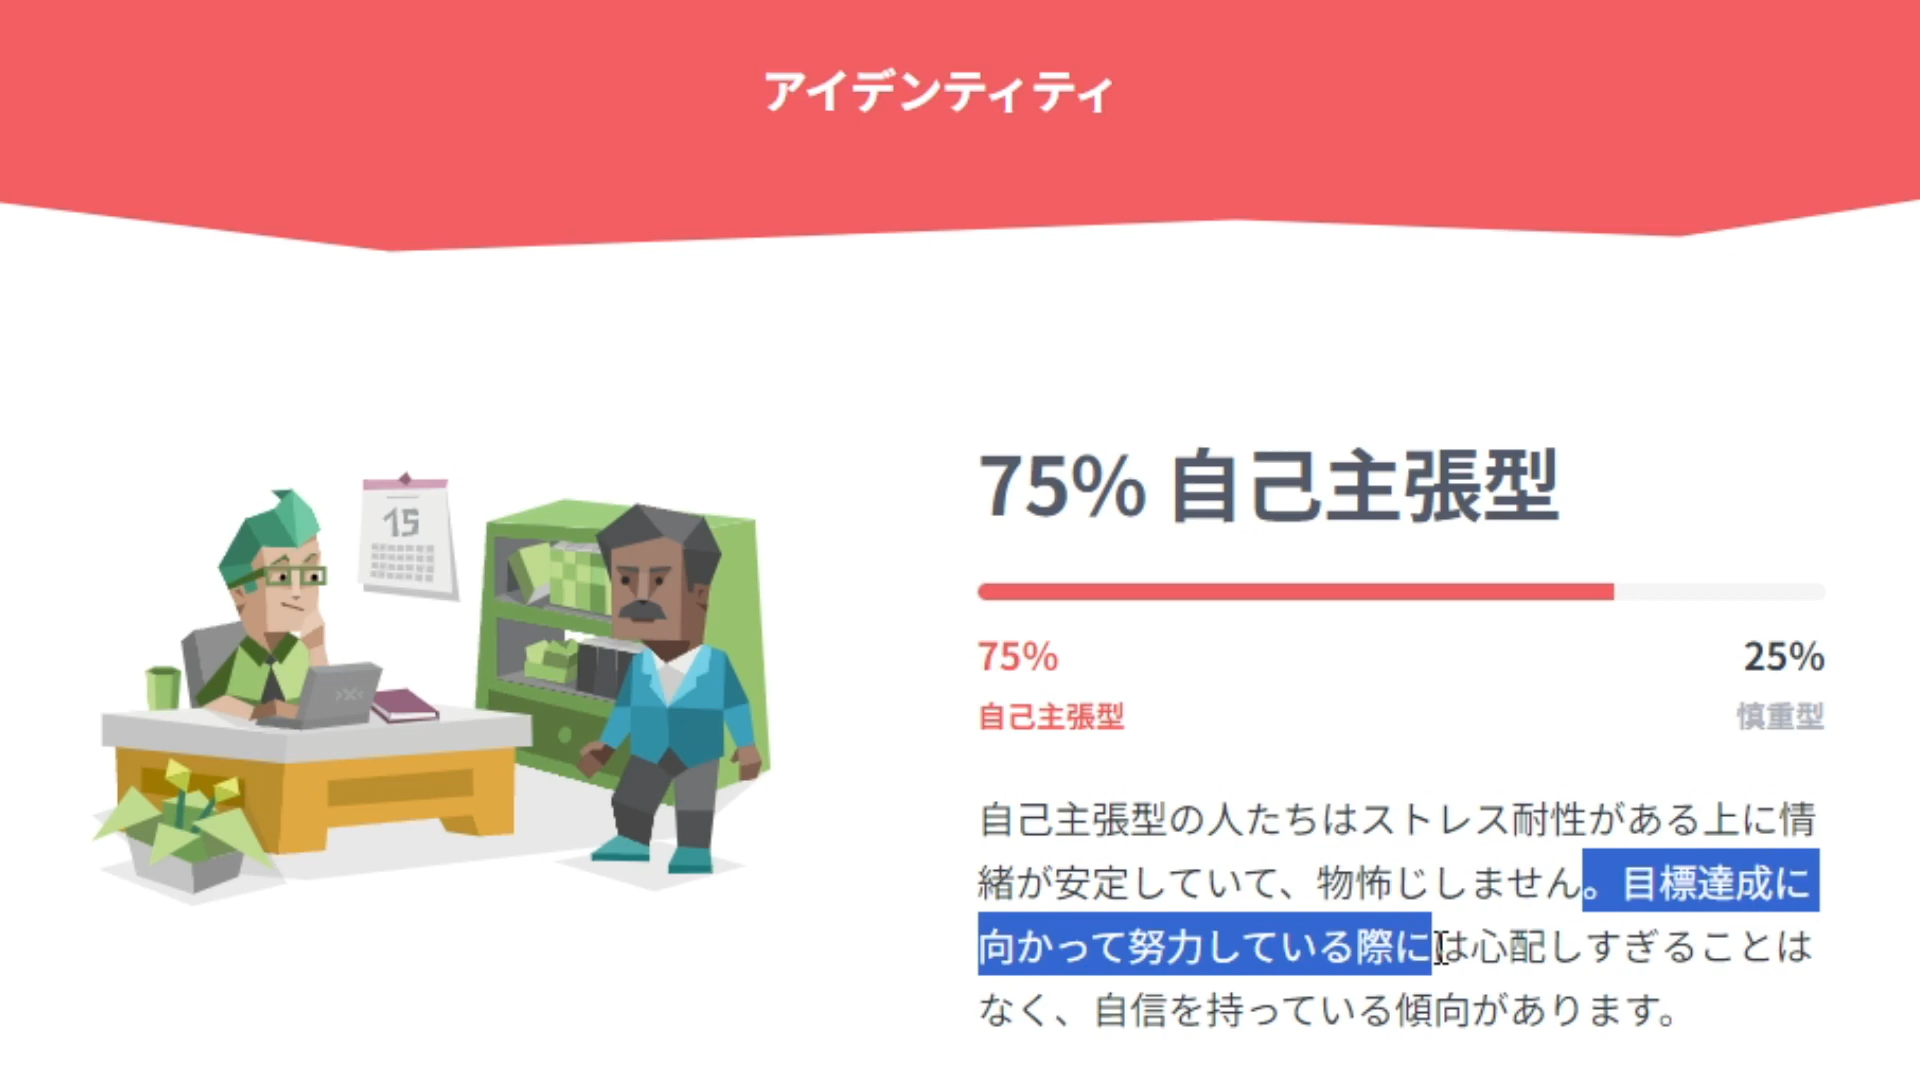 アイデンティティ
15
75% 自己主張型
75%
25%
自己主張型
慎重型
自己主張型の人たちはストレス耐性がある上に情
緒が安定していて、物怖じしません。目標達成に
向かって努力している際には心配しすぎることは
なく、自信を持っている傾向があります。